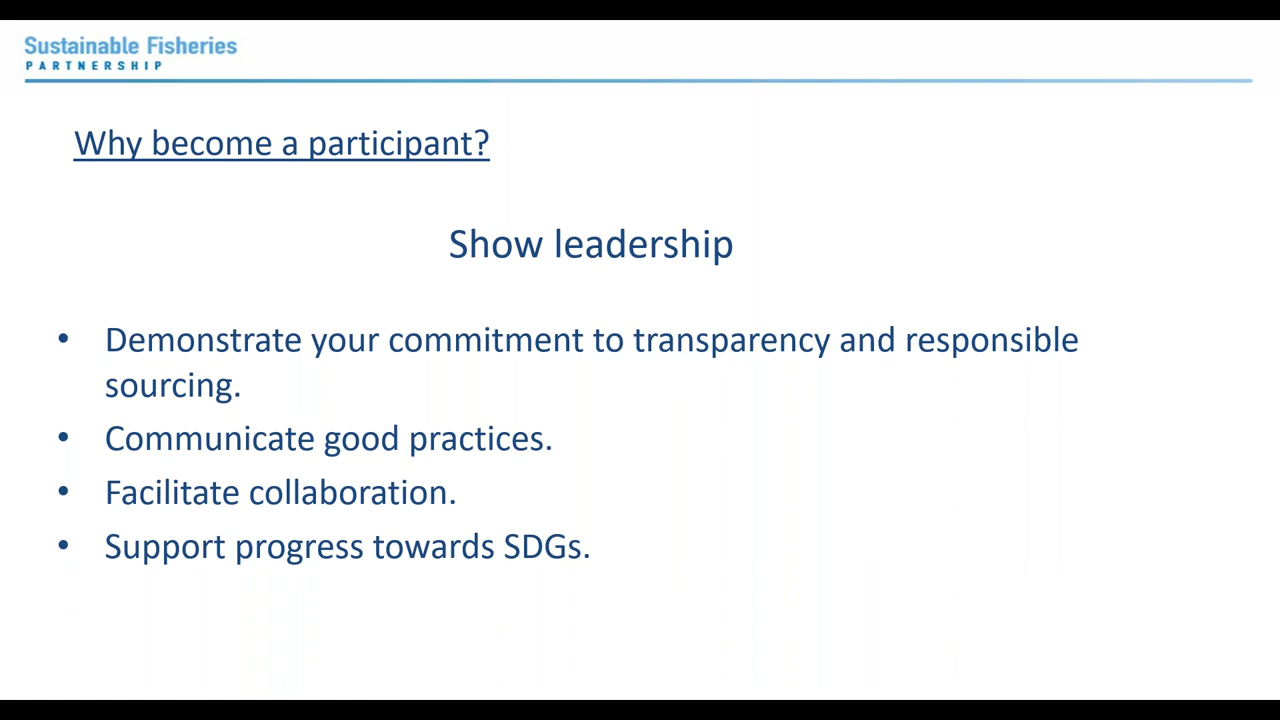 Sustainable Fisheries
PARTNERSHIP
Why become a participant?
Show leadership
• Demonstrate your commitment to transparency and responsible
sourcing.
• Communicate good practices.
• Facilitate collaboration.
• Support progress towards SDGs.